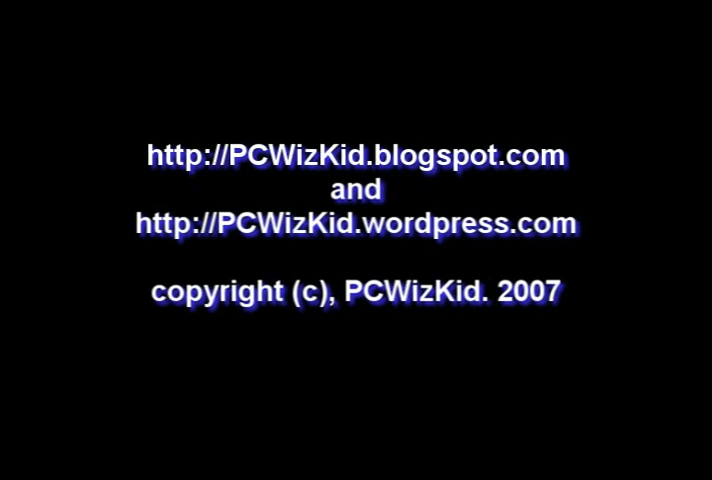 http://PCWizKid.blogspot.com
and
http://PCWizKid.wordpress.com
copyright (c), PCWizKid. 2007